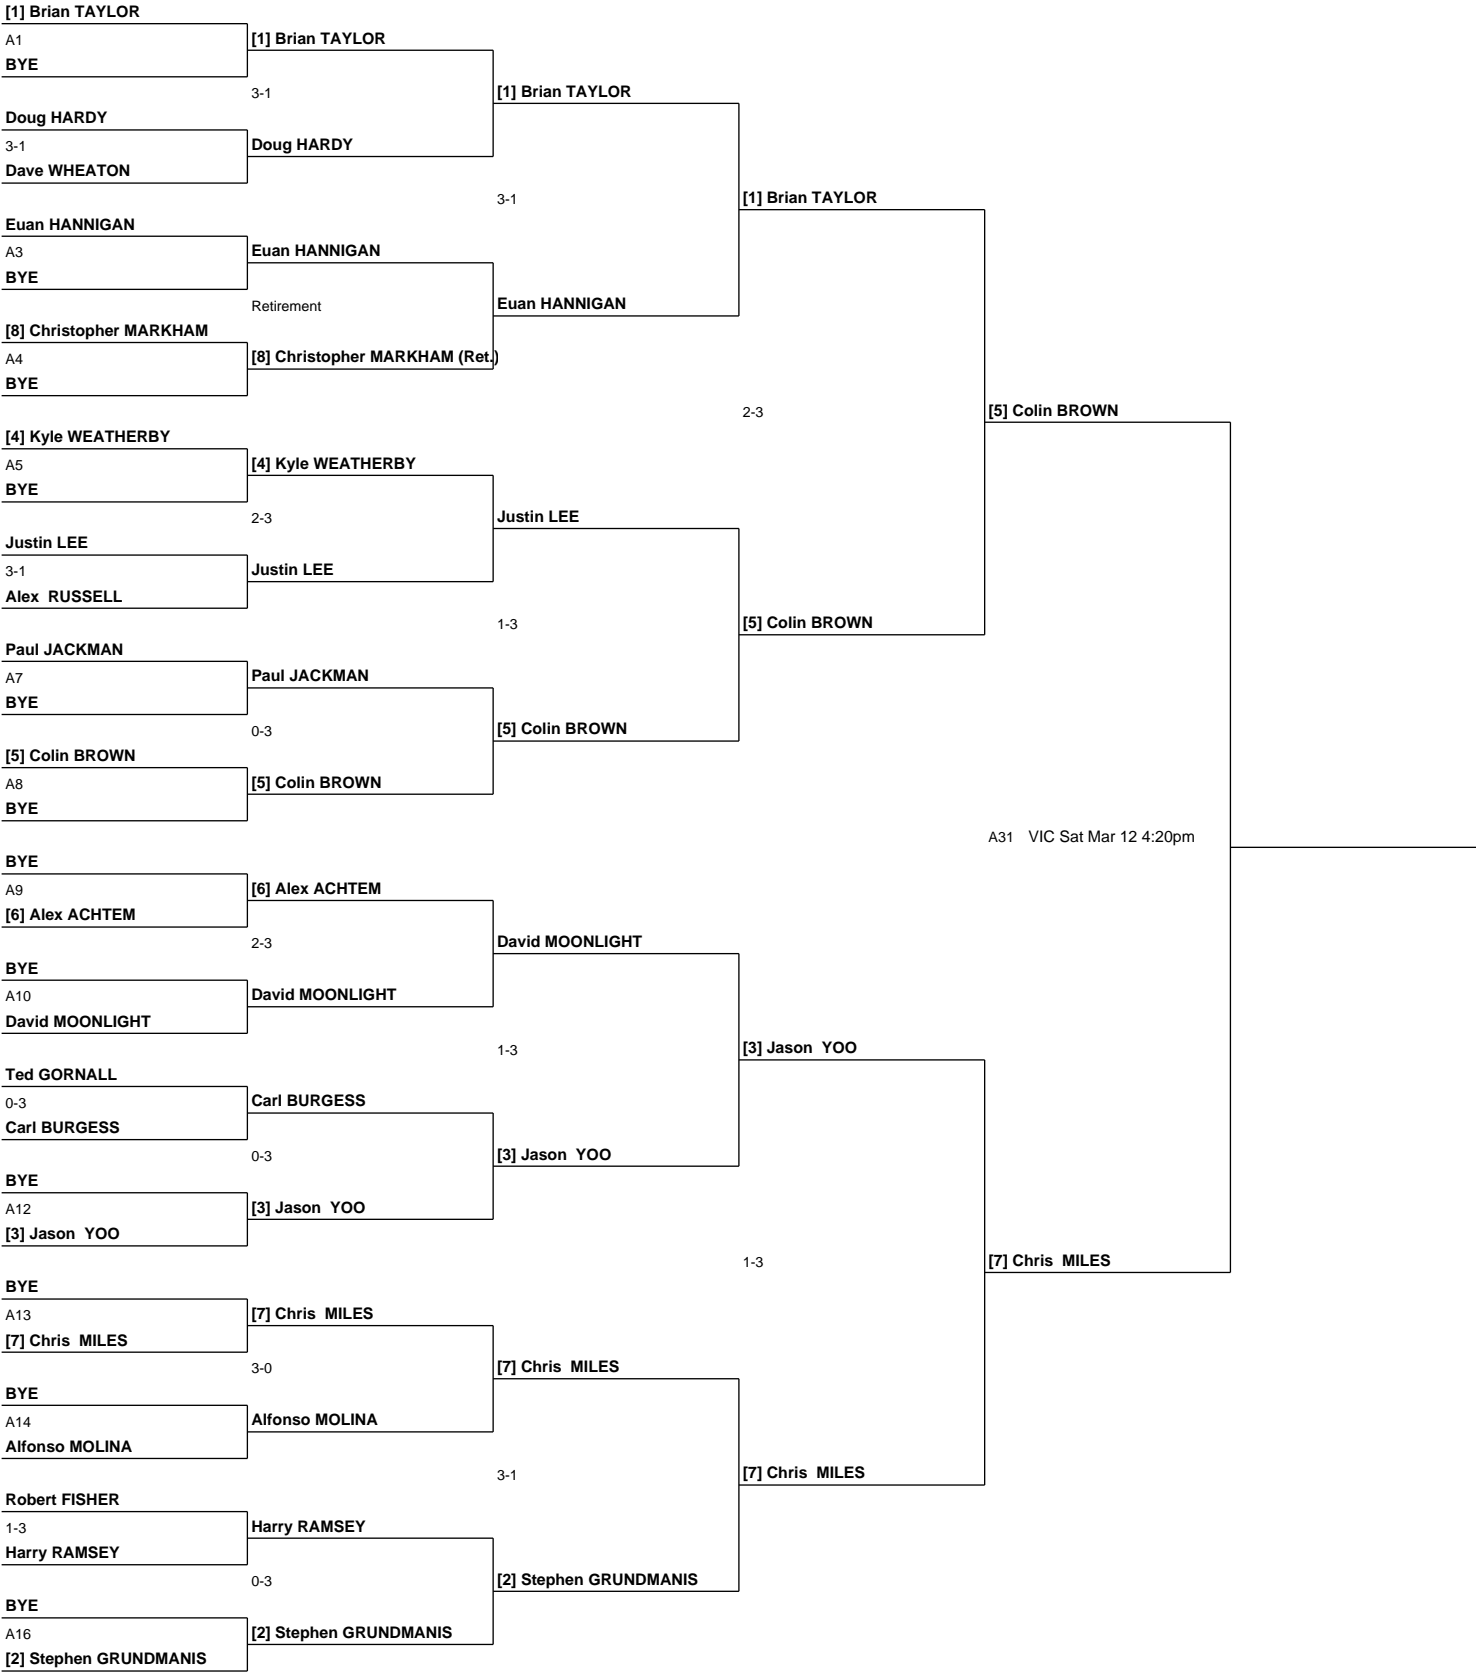 [1] Brian TAYLOR
A1
[1] Brian TAYLOR
BYE
3-1
[1] Brian TAYLOR
Doug HARDY
3-1
Doug HARDY
Dave WHEATON
3-1
[1] Brian TAYLOR
Euan HANNIGAN
A3
Euan HANNIGAN
BYE
Retirement
Euan HANNIGAN
[8] Christopher MARKHAM
A4
[8] Christopher MARKHAM (Ret.)
BYE
2-3
[5] Colin BROWN
[4] Kyle WEATHERBY
A5
[4] Kyle WEATHERBY
BYE
2-3
Justin LEE
Justin LEE
3-1
Justin LEE
Alex RUSSELL
1-3
[5] Colin BROWN
Paul JACKMAN
A7
Paul JACKMAN
BYE
0-3
[5] Colin BROWN
[5] Colin BROWN
A8
[5] Colin BROWN
BYE
A31 VIC Sat Mar 12 4:20pm
BYE
A9
[6] Alex ACHTEM
[6] Alex ACHTEM
2-3
David MOONLIGHT
BYE
A10
David MOONLIGHT
David MOONLIGHT
1-3
[3] Jason YOO
Ted GORNALL
0-3
Carl BURGESS
Carl BURGESS
0-3
[3] Jason YOO
BYE
A12
[3] Jason YOO
[3] Jason YOO
1-3
[7] Chris MILES
BYE
A13
[7] Chris MILES
[7] Chris MILES
3-0
[7] Chris MILES
BYE
A14
Alfonso MOLINA
Alfonso MOLINA
3-1
[7] Chris MILES
Robert FISHER
1-3
Harry RAMSEY
Harry RAMSEY
0-3
[2] Stephen GRUNDMANIS
BYE
A16
[2] Stephen GRUNDMANIS
[2] Stephen GRUNDMANIS